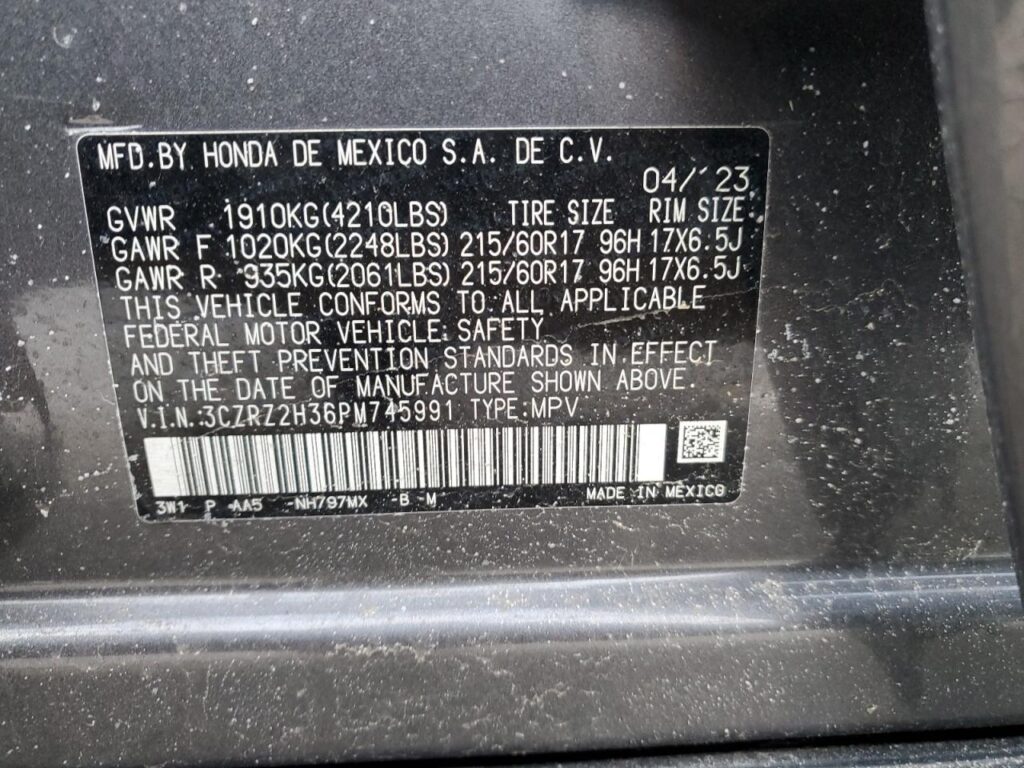 MFD.BY HONDA DE MEXICO S.A. DE C.V.
04/'23
GVWR 1910KG(4210LBS) TIRE SIZE RIM SIZE
GAWR F 1020KG(2248LBS) 215/60R17 96H 17X6.5J
GAWR R 935KG(2061LBS) 215/60R17 96H 17X6.5J
THIS VEHICLE CONFORMS TO ALL APPLICABLE
FEDERAL MOTOR VEHICLE SAFETY
AND THEFT PREVENTION STANDARDS IN EFFECT
ON THE DATE OF MANUFACTURE SHOWN ABOVE.
V.I.N.:3CZRZ2H36PM745991 TYPE:MPV
3W1 P -AA5 -NH797MX -B -M MADE IN MEXICO